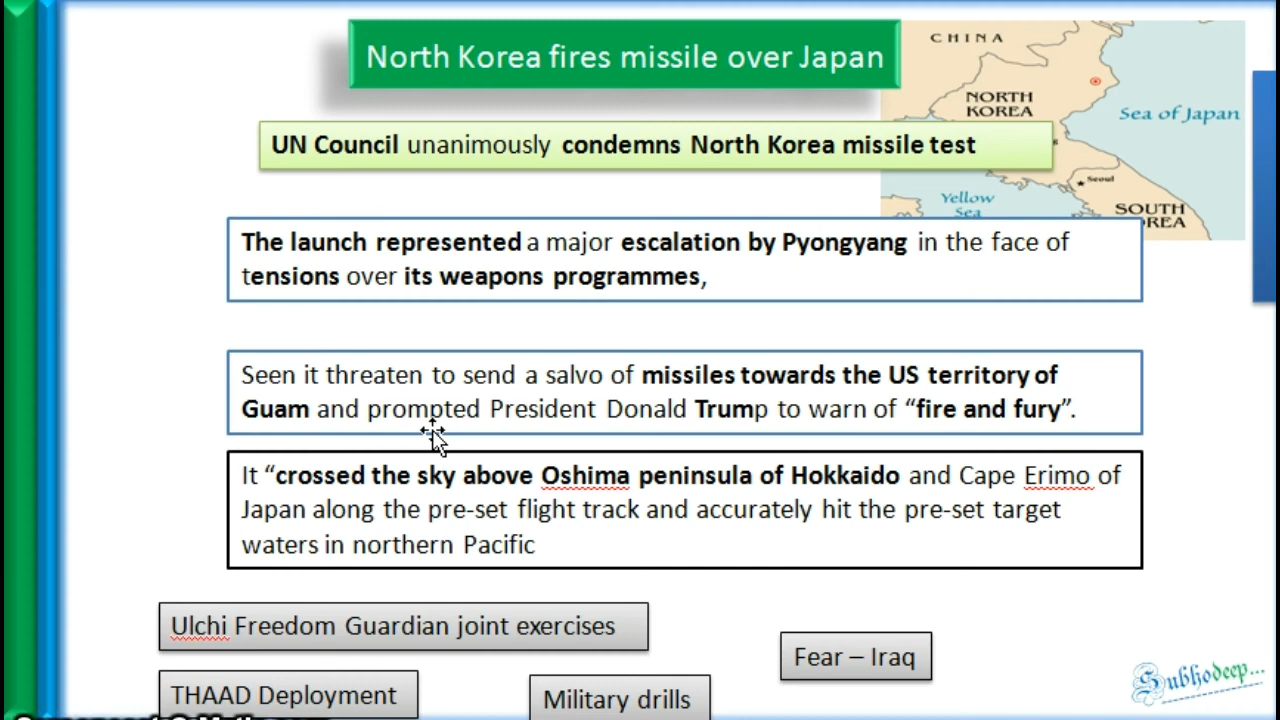 North Korea fires missile over Japan
CHINA
NORTH
KOREA
Sea of Japan
UN Council unanimously condemns North Korea missile test
Seoul
Yellow
Sea
SOUTH
KOREA
The launch represented a major escalation by Pyongyang in the face of
tensions over its weapons programmes,
Seen it threaten to send a salvo of missiles towards the US territory of
Guam and prompted President Donald Trump to warn of “fire and fury”.
It “crossed the sky above Oshima peninsula of Hokkaido and Cape Erimo of
Japan along the pre-set flight track and accurately hit the pre-set target
waters in northern Pacific
Ulchi Freedom Guardian joint exercises
Fear – Iraq
THAAD Deployment
Military drills
Subhodeep...